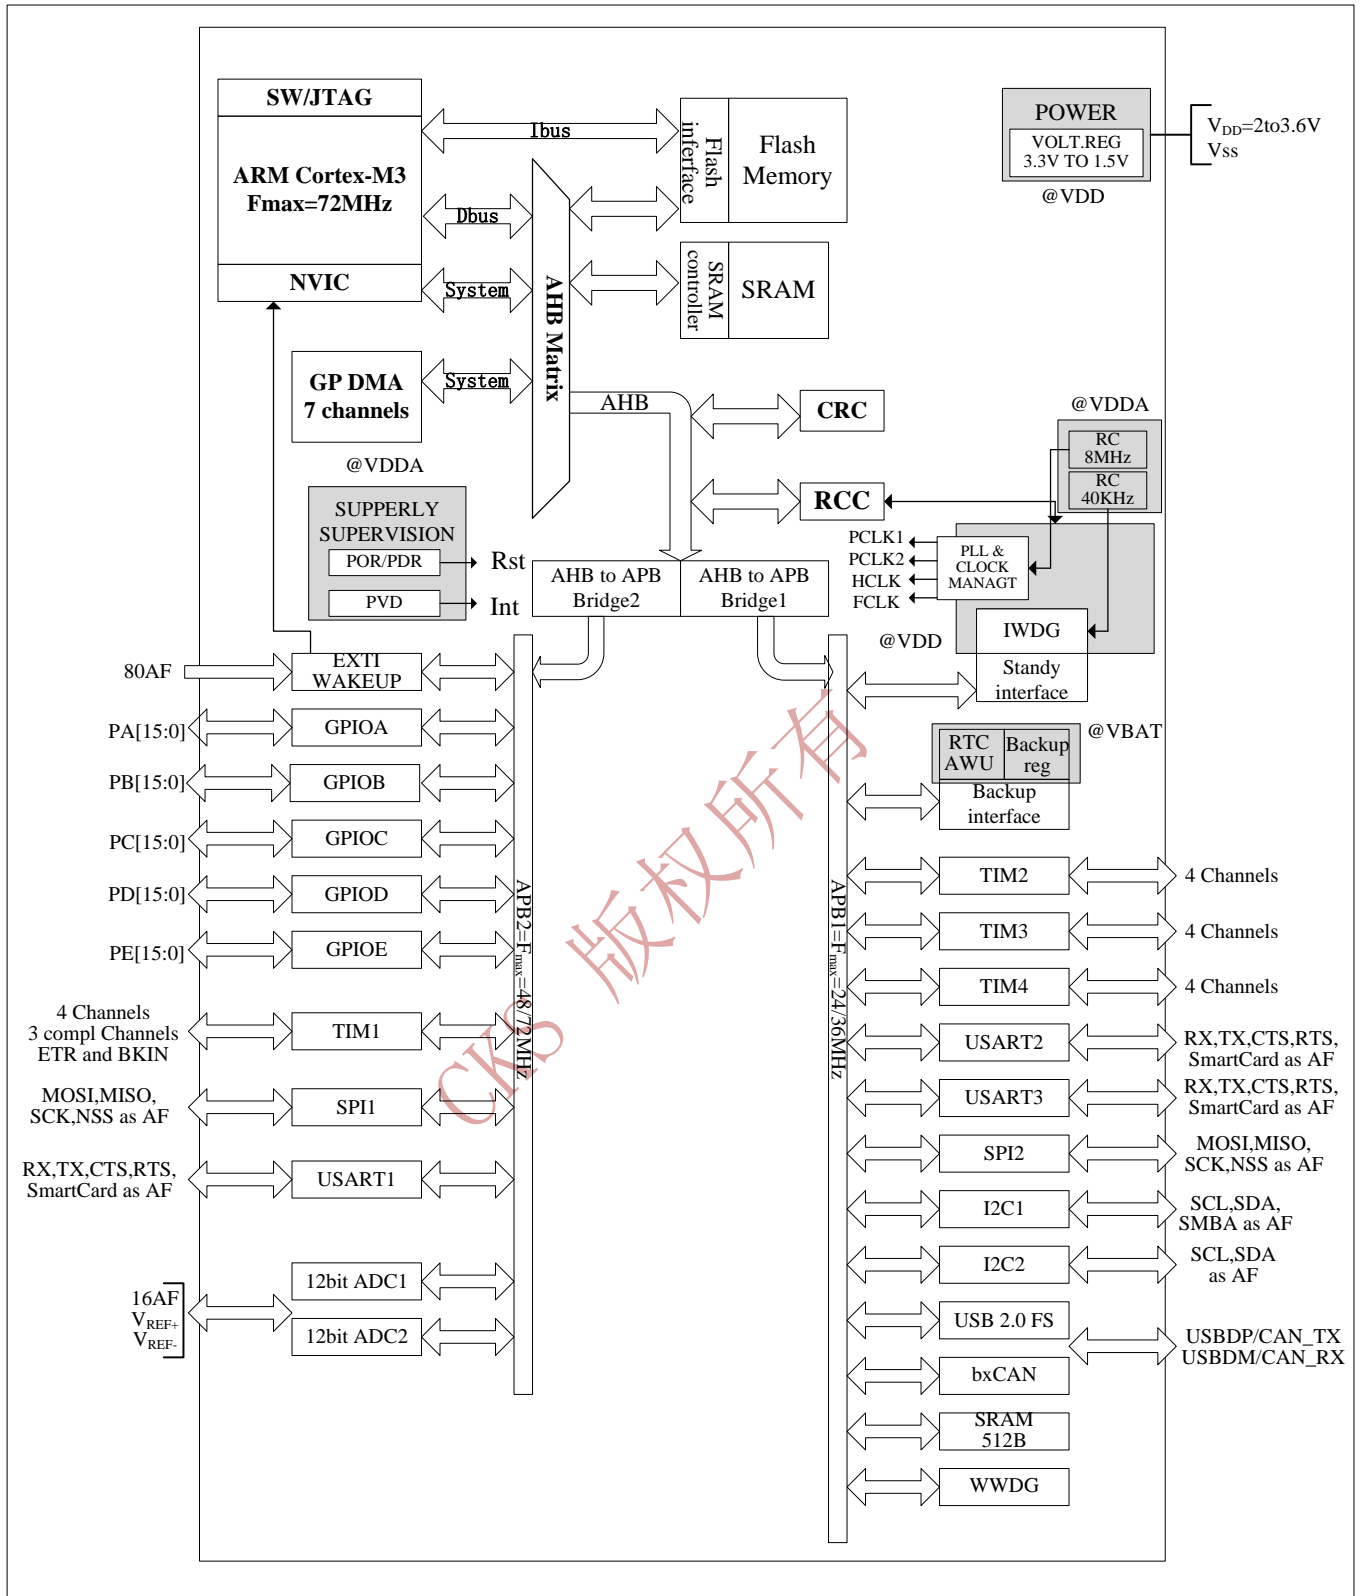 SW/JTAG
ARM Cortex-M3
Fmax=72MHz
NVIC
Ibus
Dbus
System
System
GP DMA
7 channels
AHB Matrix
Flash
inferface
Flash
Memory
SRAM
controller
SRAM
POWER
VOLT.REG
3.3V TO 1.5V
@VDD
VDD=2to3.6V
Vss
AHB
CRC
RCC
@VDDA
RC
8MHz
RC
40KHz
@VDDA
SUPPERLY
SUPERVISION
POR/PDR
PVD
Rst
Int
PCLK1
PCLK2
HCLK
FCLK
PLL &
CLOCK
MANAGT
AHB to APB
Bridge2
AHB to APB
Bridge1
@VDD
IWDG
Standy
interface
@VBAT
RTC
AWU
Backup
reg
Backup
interface
80AF
EXTI
WAKEUP
PA[15:0]
GPIOA
PB[15:0]
GPIOB
PC[15:0]
GPIOC
PD[15:0]
GPIOD
PE[15:0]
GPIOE
4 Channels
3 compl Channels
ETR and BKIN
TIM1
MOSI,MISO,
SCK,NSS as AF
SPI1
RX,TX,CTS,RTS,
SmartCard as AF
USART1
16AF
VREF+
VREF-
12bit ADC1
12bit ADC2
APB2=Fmax=48/72MHz
APB1=Fmax=24/36MHz
TIM2
4 Channels
TIM3
4 Channels
TIM4
4 Channels
USART2
RX,TX,CTS,RTS,
SmartCard as AF
USART3
RX,TX,CTS,RTS,
SmartCard as AF
SPI2
MOSI,MISO,
SCK,NSS as AF
I2C1
SCL,SDA,
SMBA as AF
I2C2
SCL,SDA
as AF
USB 2.0 FS
USBDP/CAN_TX
USBDM/CAN_RX
bxCAN
SRAM
512B
WWDG
CKS 版权所有